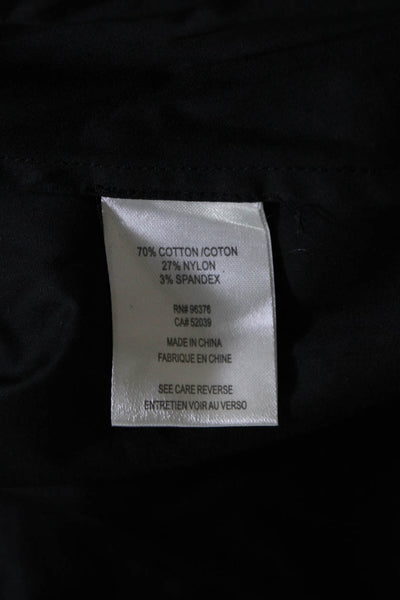 70% COTTON /COTON
27% NYLON
3% SPANDEX
RN# 96376
CA# 52039
MADE IN CHINA
FABRIQUE EN CHINE
SEE CARE REVERSE
ENTRETIEN VOIR AU VERSO